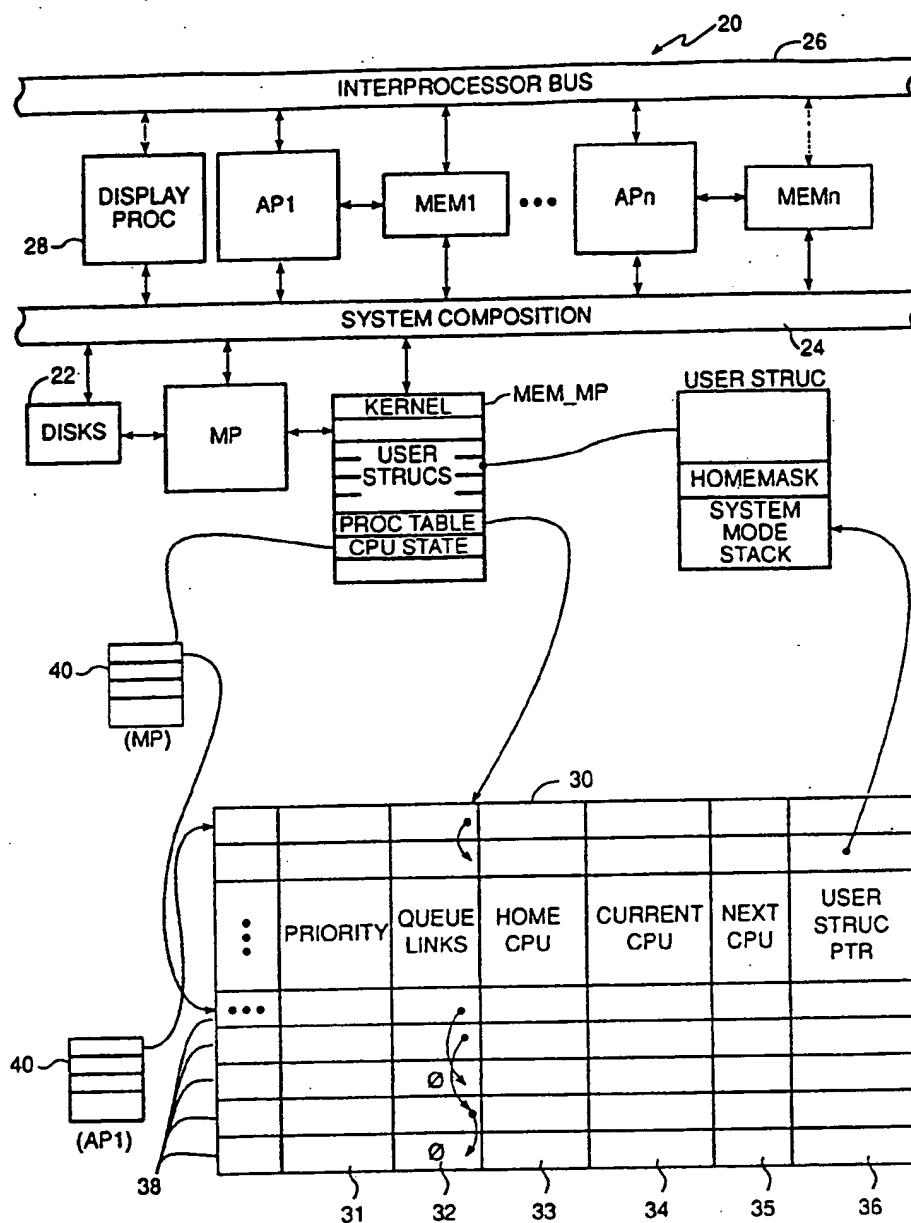 20
26
INTERPROCESSOR BUS
DISPLAY
PROC
28
AP1
MEM1
•••
APn
MEMn
SYSTEM COMPOSITION
24
22
DISKS
MP
KERNEL
USER
STRUCS
PROC TABLE
CPU STATE
MEM_MP
USER STRUC
HOMEMASK
SYSTEM
MODE
STACK
40
(MP)
30
PRIORITY
QUEUE
LINKS
HOME
CPU
CURRENT
CPU
NEXT
CPU
USER
STRUC
PTR
•••
40
(AP1)
Ø
Ø
38
31
32
33
34
35
36